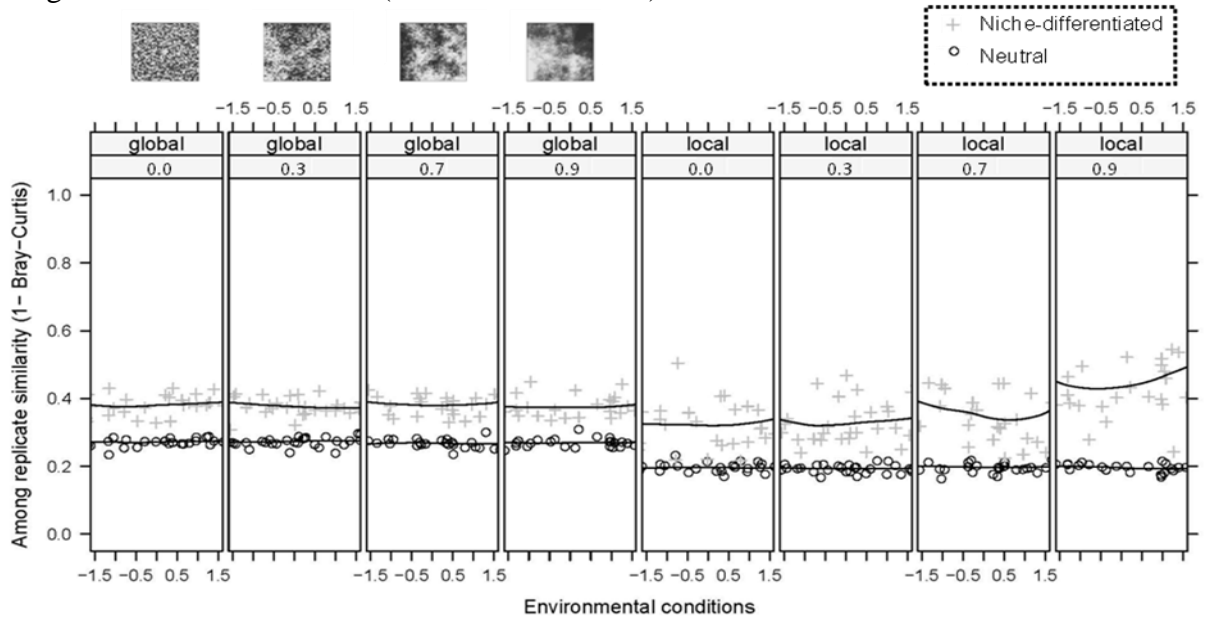 Niche-differentiated
Neutral
−1.5 −0.5 0.5 1.5 −1.5 −0.5 0.5 1.5 −1.5 −0.5 0.5 1.5 −1.5 −0.5 0.5 1.5
global global global global local local local local
0.0 0.3 0.7 0.9 0.0 0.3 0.7 0.9
Among replicate similarity (1− Bray−Curtis)
1.0
0.8
0.6
0.4
0.2
0.0
−1.5 −0.5 0.5 1.5 −1.5 −0.5 0.5 1.5 −1.5 −0.5 0.5 1.5 −1.5 −0.5 0.5 1.5
Environmental conditions